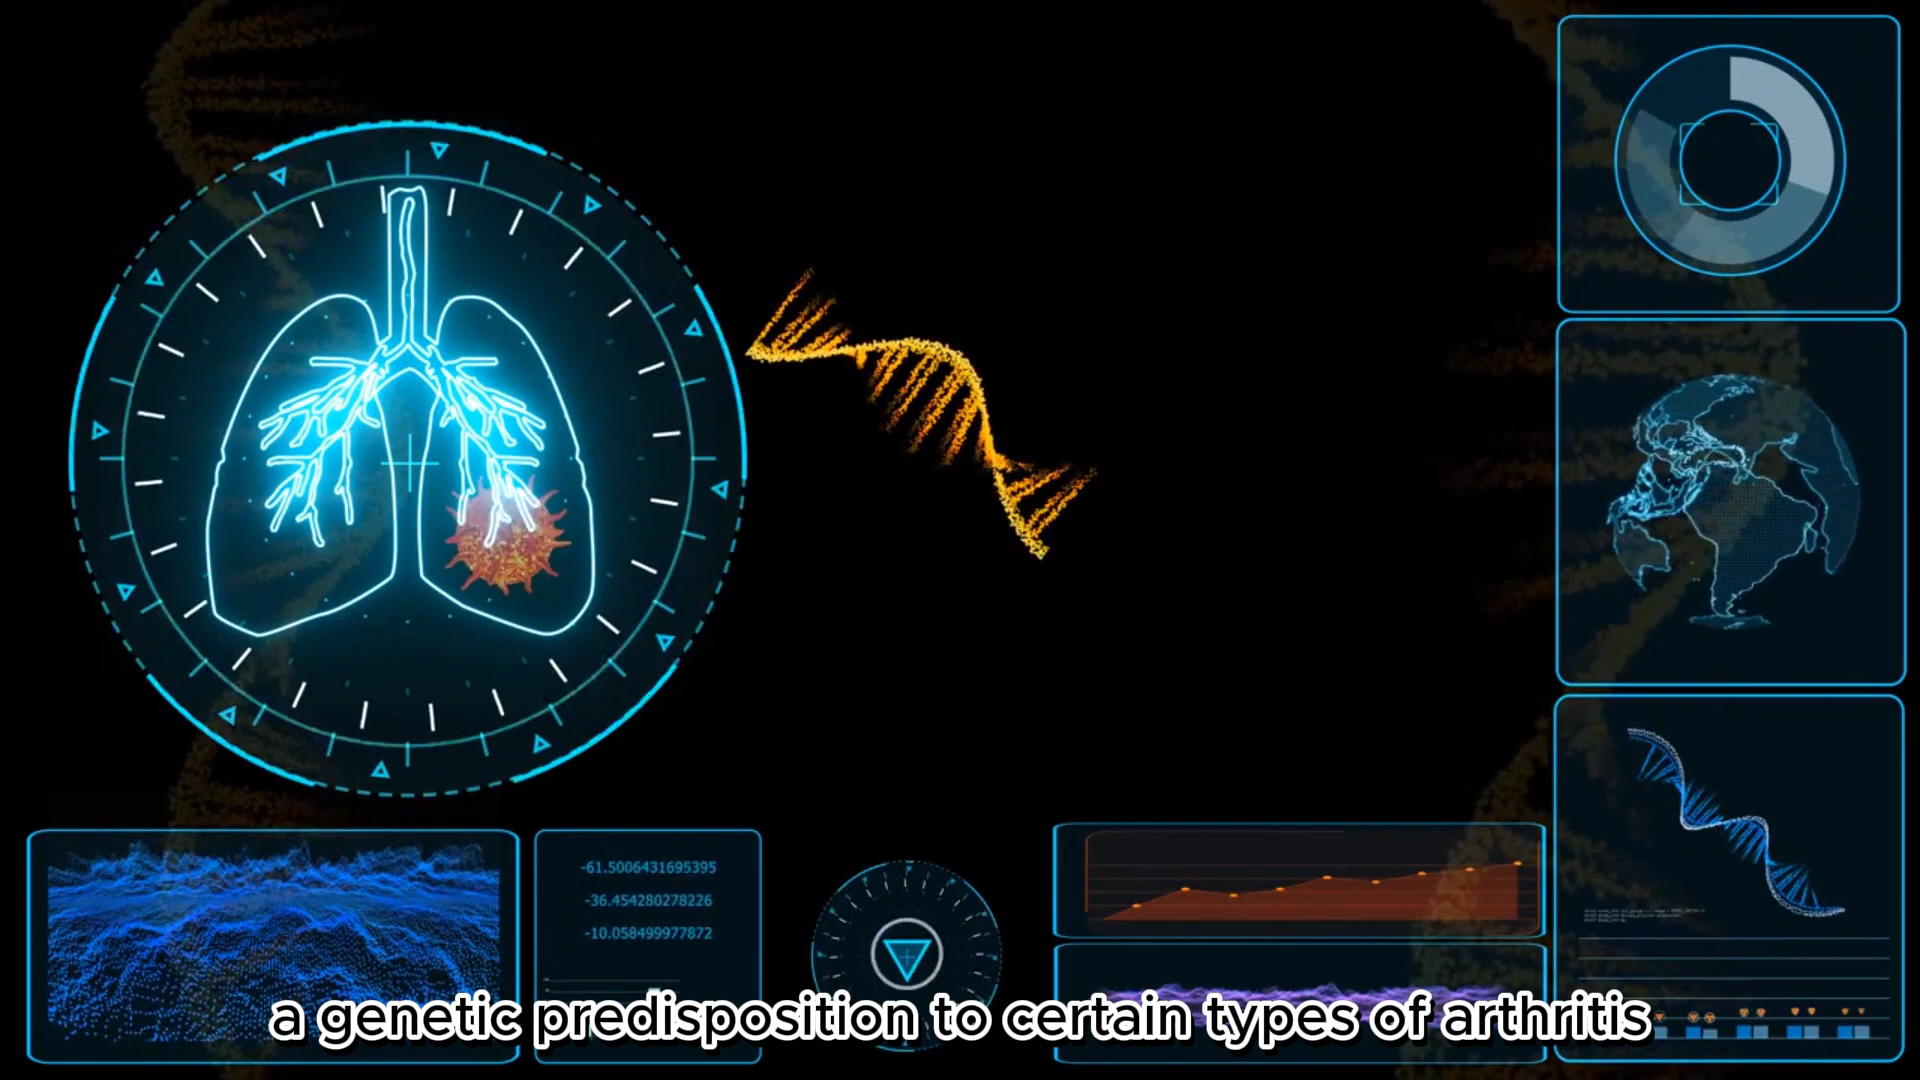 -61.5006431695395
-36.454280278226
-10.058499977872
a genetic predisposition to certain types of arthritis